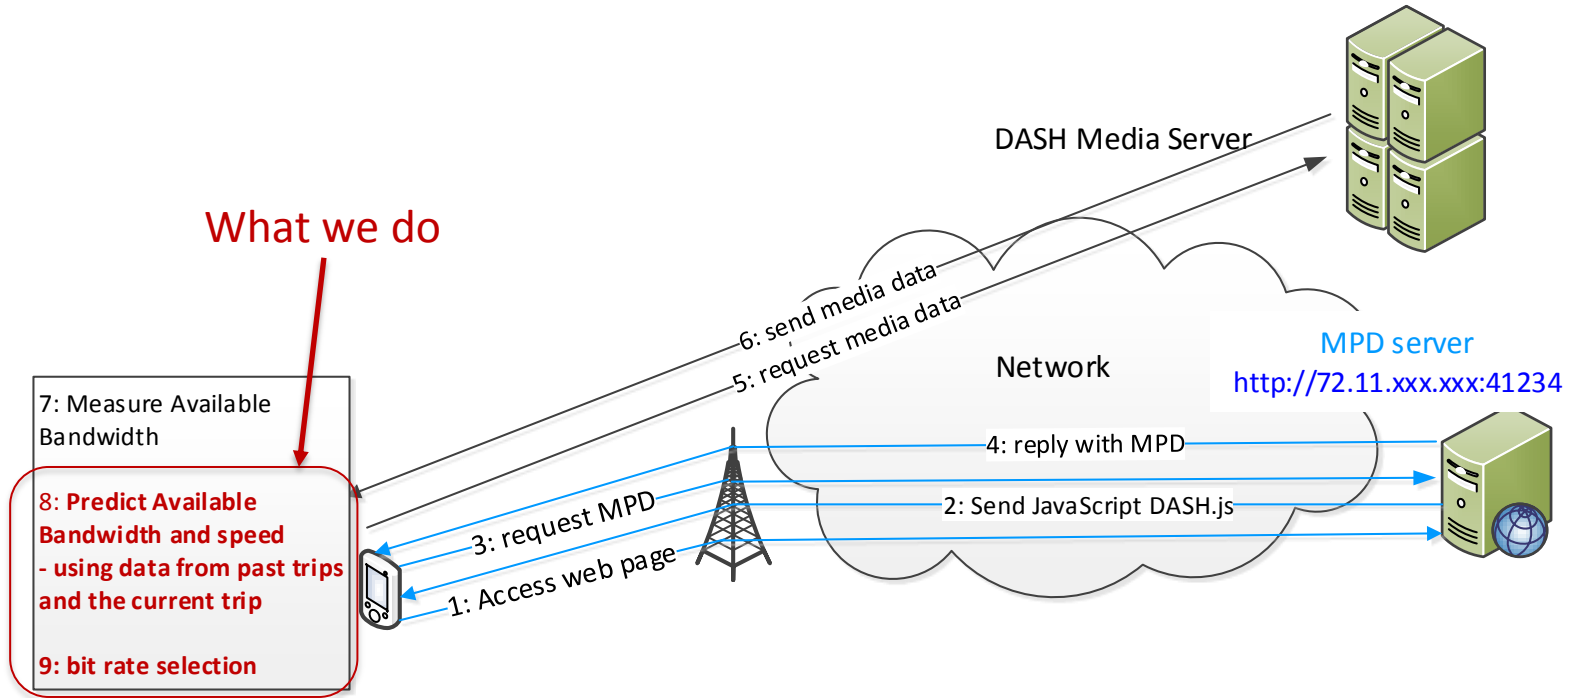 DASH Media Server
What we do
6: send media data
5: request media data
Network
MPD server
http://72.11.xxx.xxx:41234
7: Measure Available
Bandwidth
4: reply with MPD
8: Predict Available
Bandwidth and speed
- using data from past trips
and the current trip
9: bit rate selection
3: request MPD
2: Send JavaScript DASH.js
1: Access web page